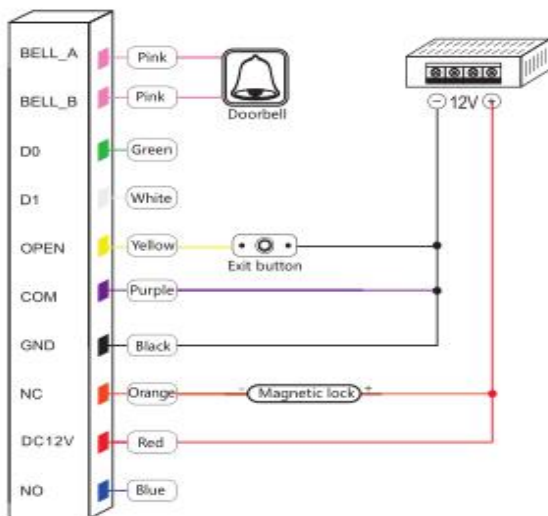 BELL_A Pink
BELL_B Pink
Doorbell
− 12V +
D0 Green
D1 White
OPEN Yellow
Exit button
COM Purple
GND Black
NC Orange - Magnetic lock +
DC12V Red
NO Blue